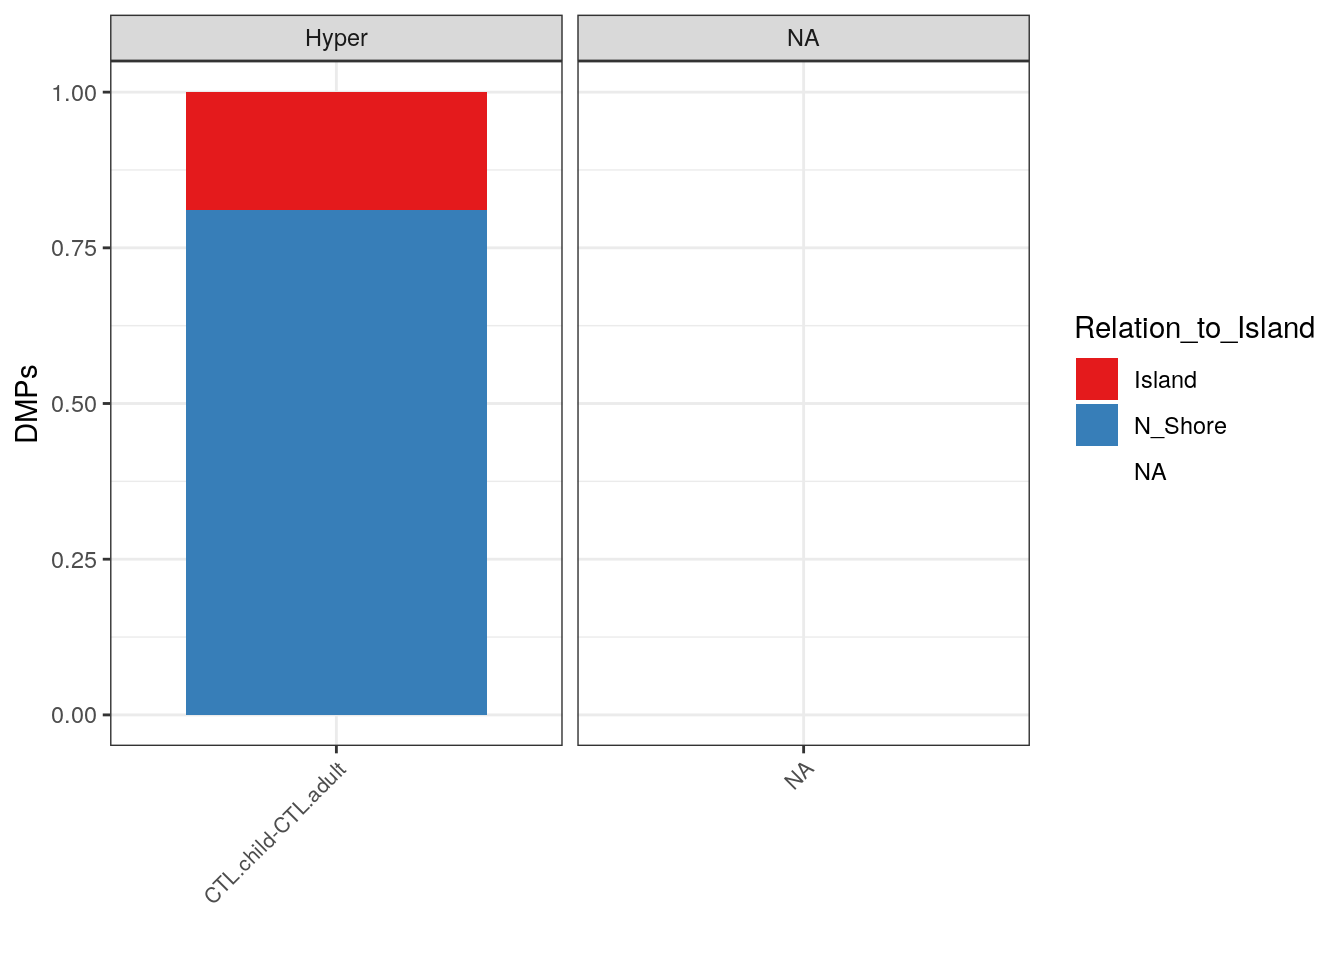 Hyper
NA
1.00
0.75
0.50
0.25
0.00
DMPs
CTL.child-CTL.adult
NA
Relation_to_Island
Island
N_Shore
NA